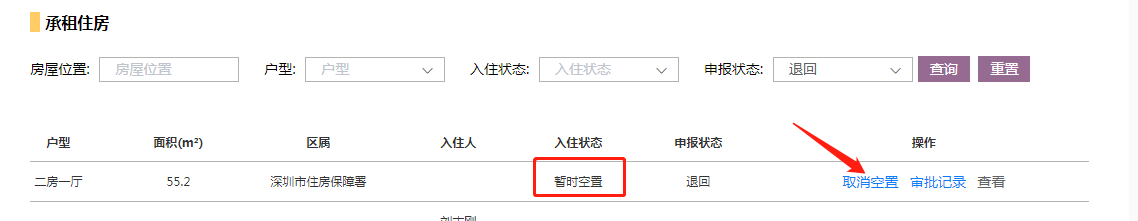 承租住房
房屋位置: 房屋位置 户型: 户型 入住状态: 入住状态 申报状态: 退回 查询 重置
户型 面积(m²) 区属 入住人 入住状态 申报状态 操作
二房一厅 55.2 深圳市住房保障署 暂时空置 退回 取消空置 审批记录 查看